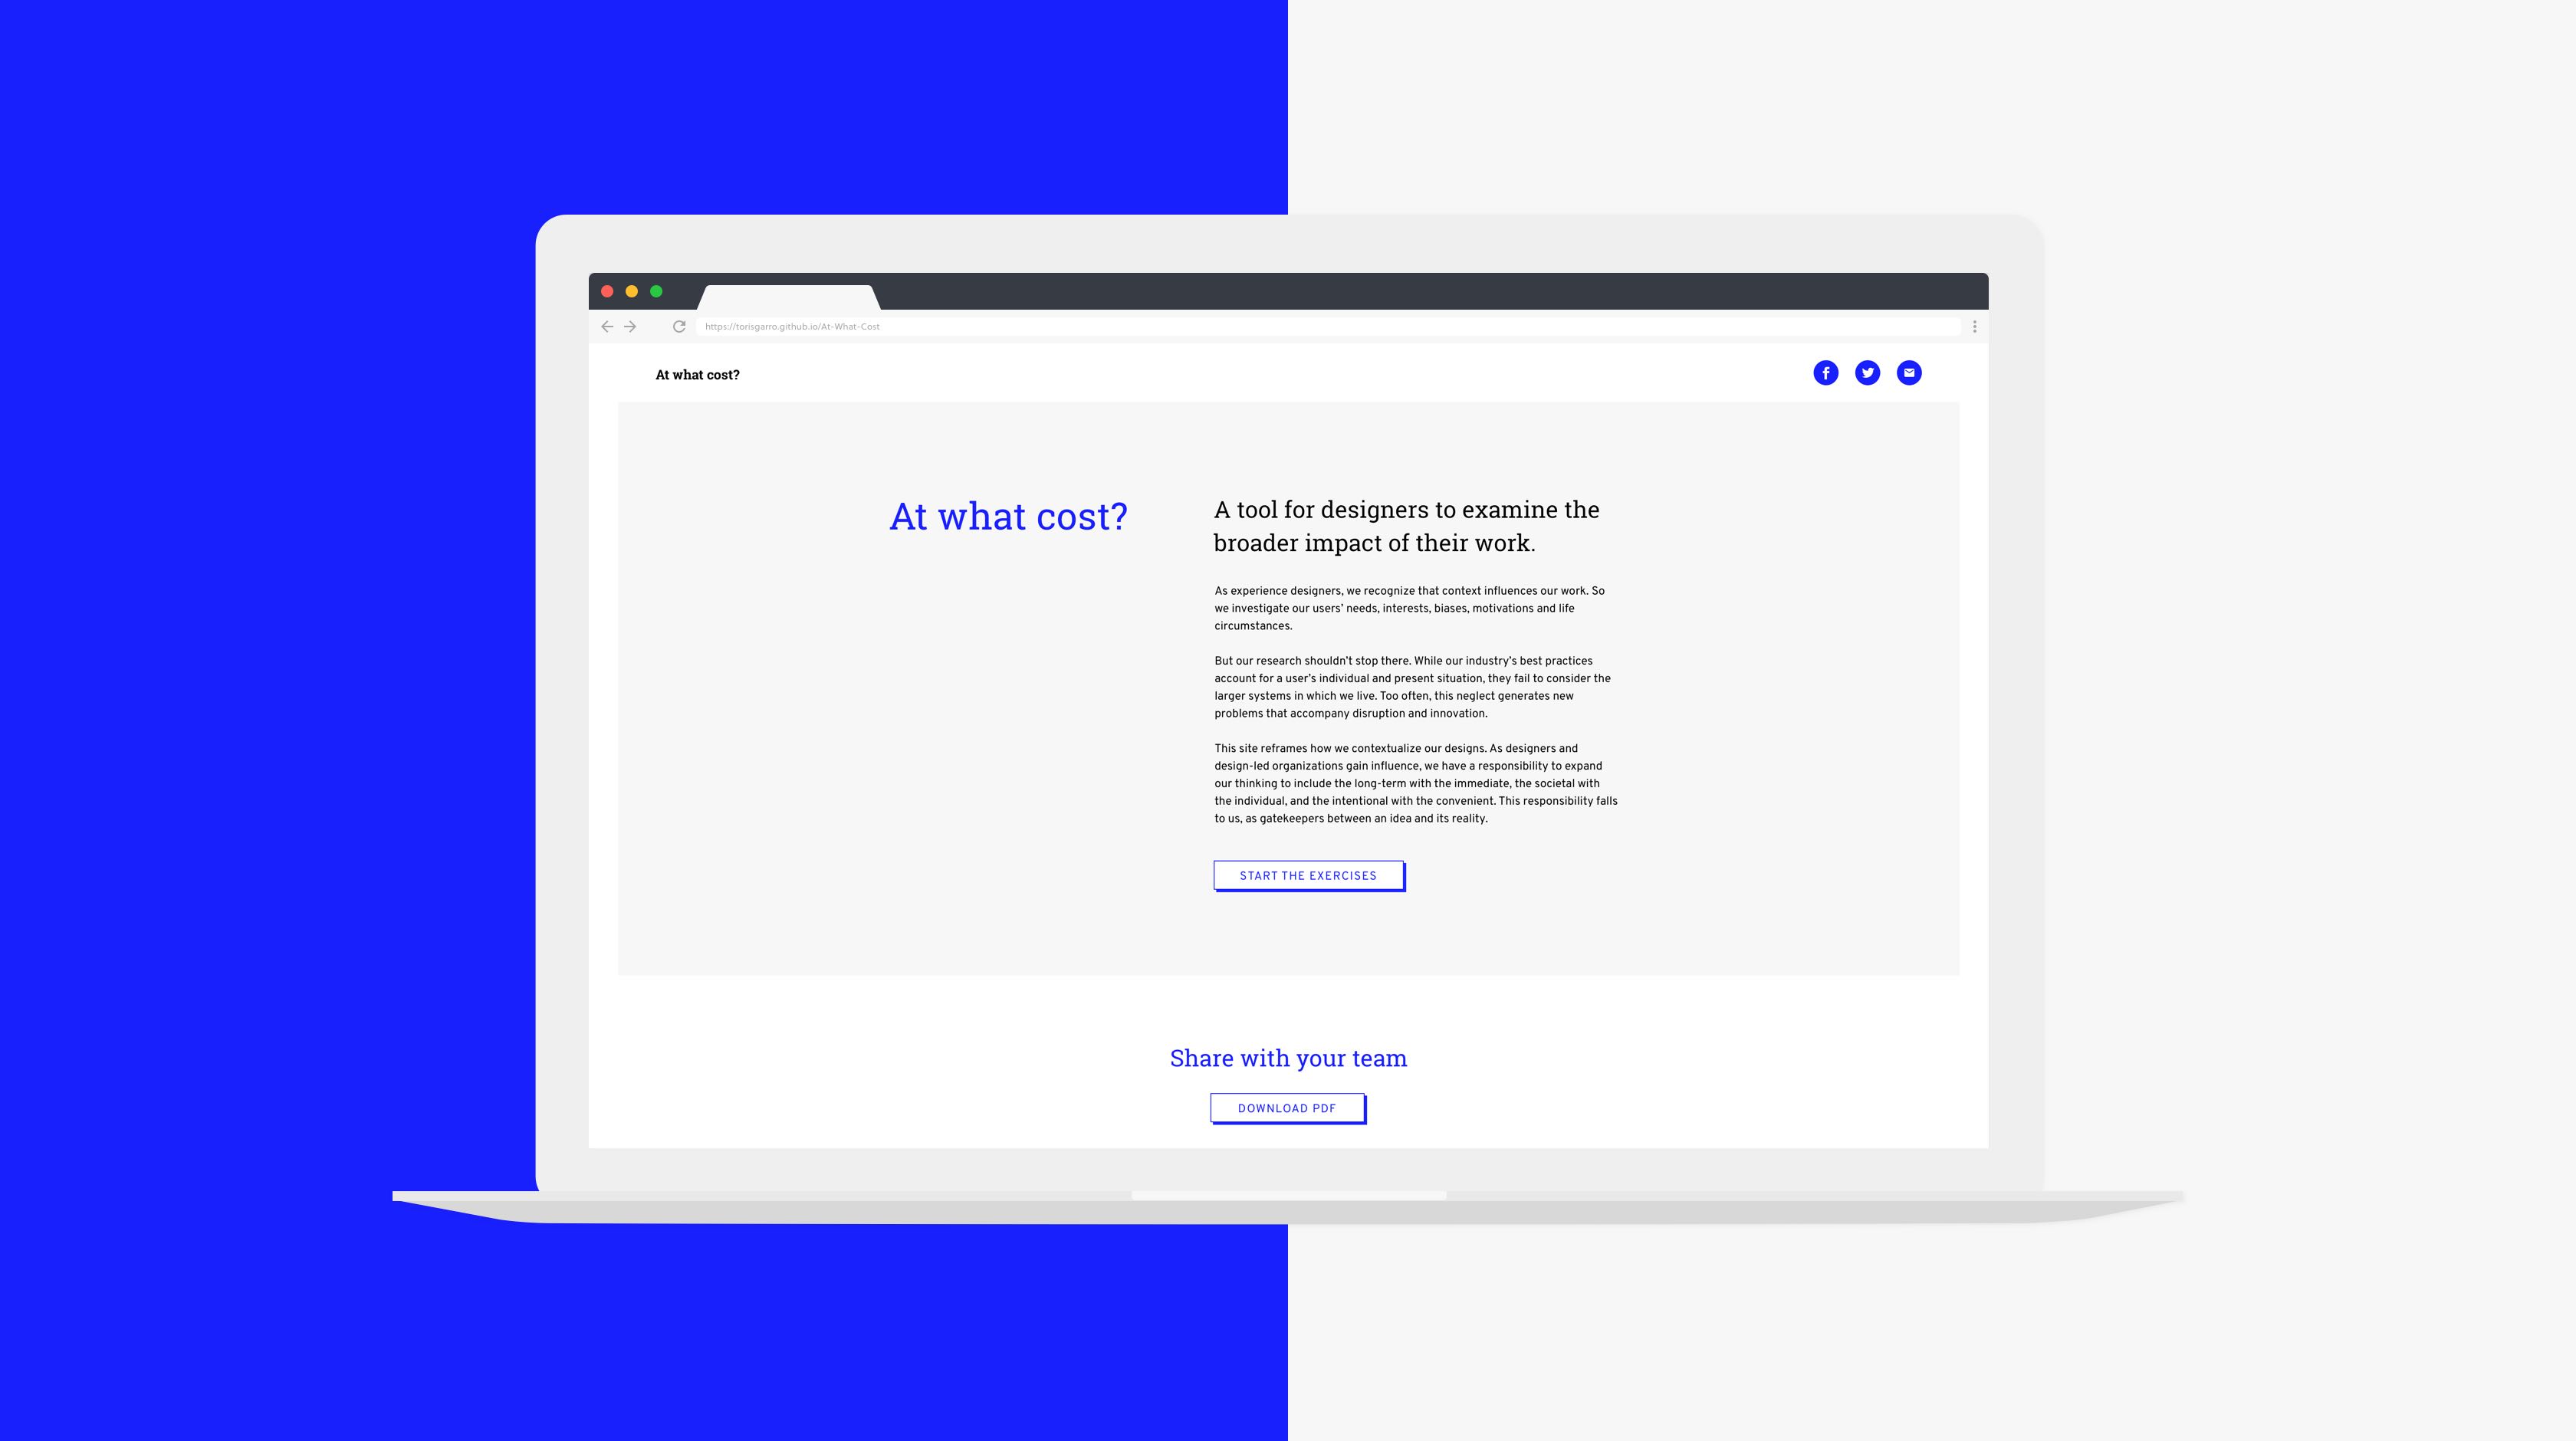 https://torisgarro.github.io/At-What-Cost
At what cost?
At what cost?
A tool for designers to examine the
broader impact of their work.
As experience designers, we recognize that context influences our work. So
we investigate our users’ needs, interests, biases, motivations and life
circumstances.
But our research shouldn’t stop there. While our industry’s best practices
account for a user’s individual and present situation, they fail to consider the
larger systems in which we live. Too often, this neglect generates new
problems that accompany disruption and innovation.
This site reframes how we contextualize our designs. As designers and
design-led organizations gain influence, we have a responsibility to expand
our thinking to include the long-term with the immediate, the societal with
the individual, and the intentional with the convenient. This responsibility falls
to us, as gatekeepers between an idea and its reality.
START THE EXERCISES
Share with your team
DOWNLOAD PDF